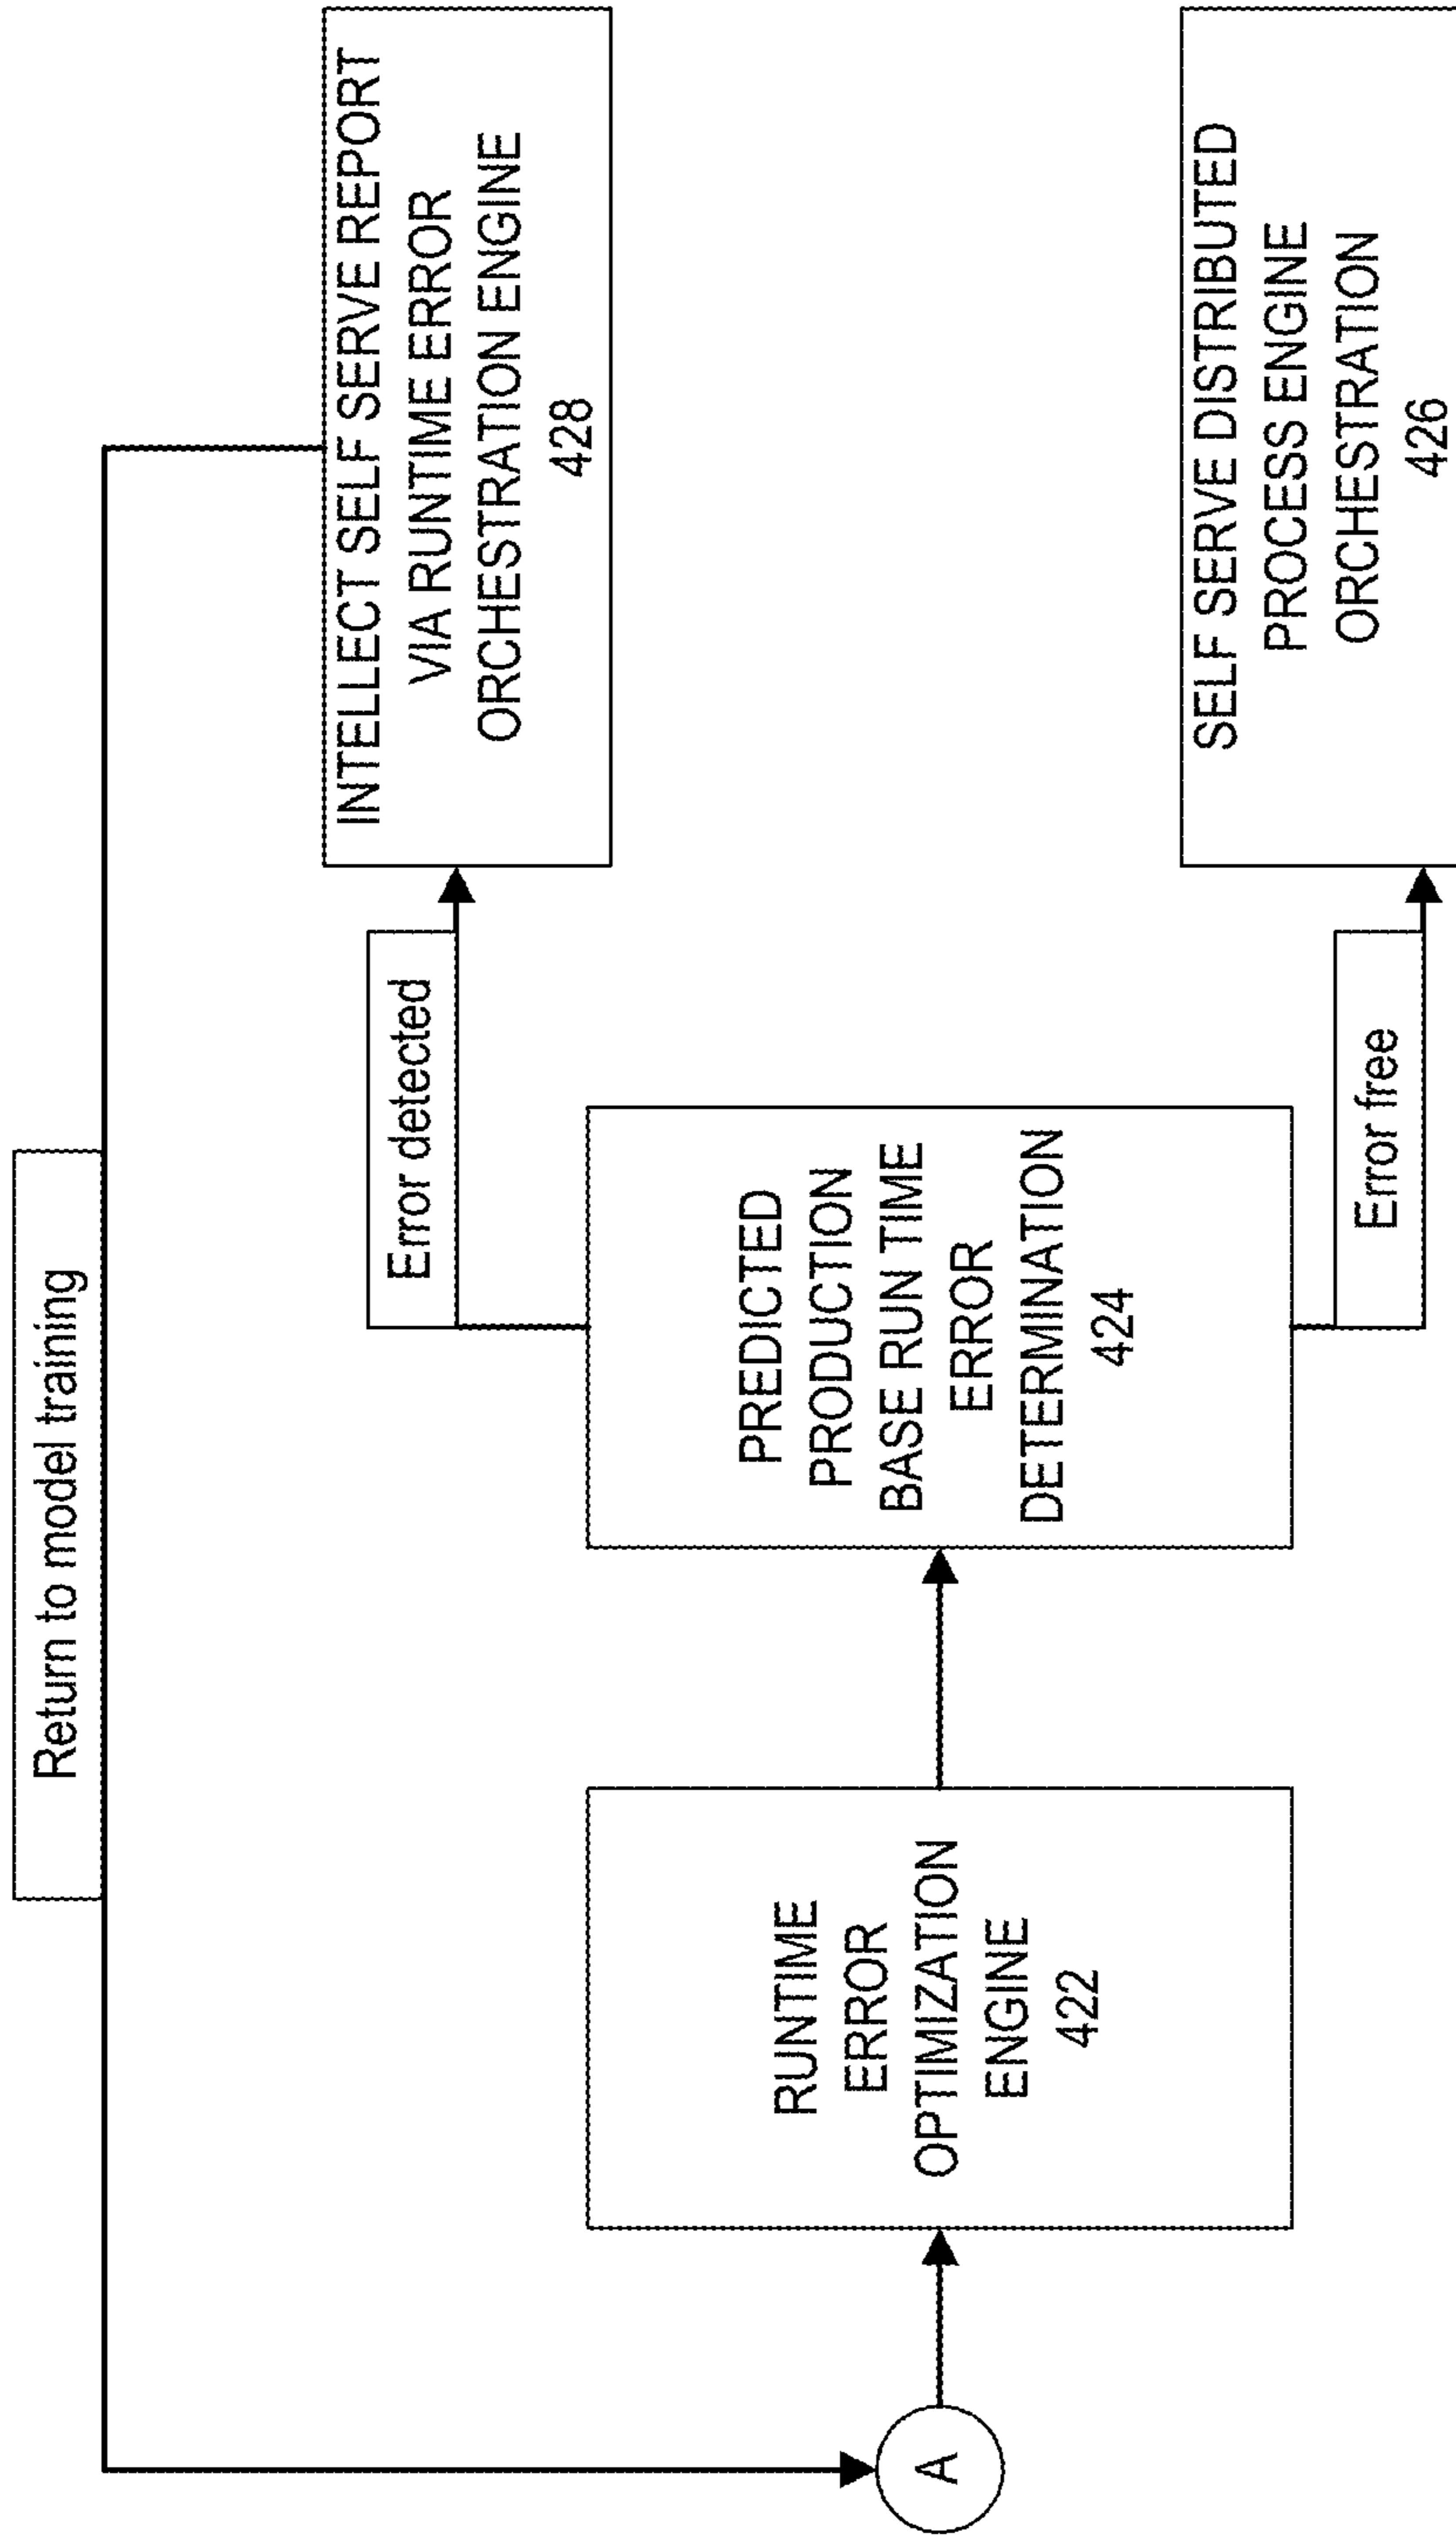 Return to model training
INTELLECT SELF SERVE REPORT
VIA RUNTIME ERROR
ORCHESTRATION ENGINE
428
Error detected
A
RUNTIME
ERROR
OPTIMIZATION
ENGINE
422
PREDICTED
PRODUCTION
BASE RUN TIME
ERROR
DETERMINATION
424
Error free
SELF SERVE DISTRIBUTED
PROCESS ENGINE
ORCHESTRATION
426